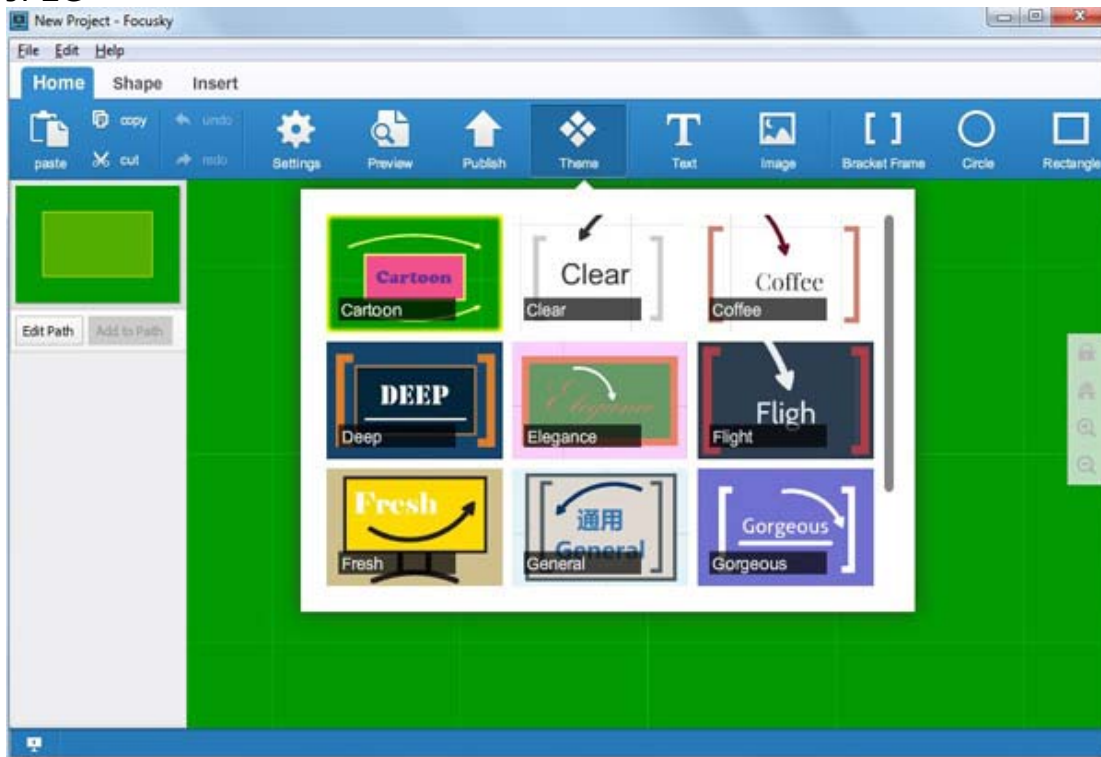 New Project - Focusky
File Edit Help
Home Shape Insert
copy undo
paste cut redo Settings Preview Publish Theme Text Image Bracket Frame Circle Rectangle
Cartoon Clear Coffee
Cartoon Clear Coffee
Edit Path Add to Path
DEEP Elegance Fligh
Deep Elegance Flight
Fresh 通用 Gorgeous
General
Fresh General Gorgeous